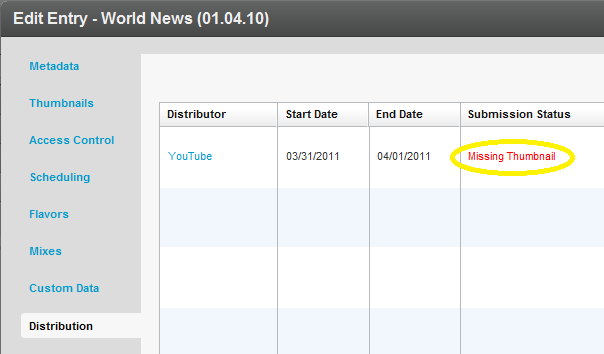 Edit Entry - World News (01.04.10)
Metadata
Thumbnails
Access Control
Scheduling
Flavors
Mixes
Custom Data
Distribution
Distributor Start Date End Date Submission Status
YouTube 03/31/2011 04/01/2011 Missing Thumbnail